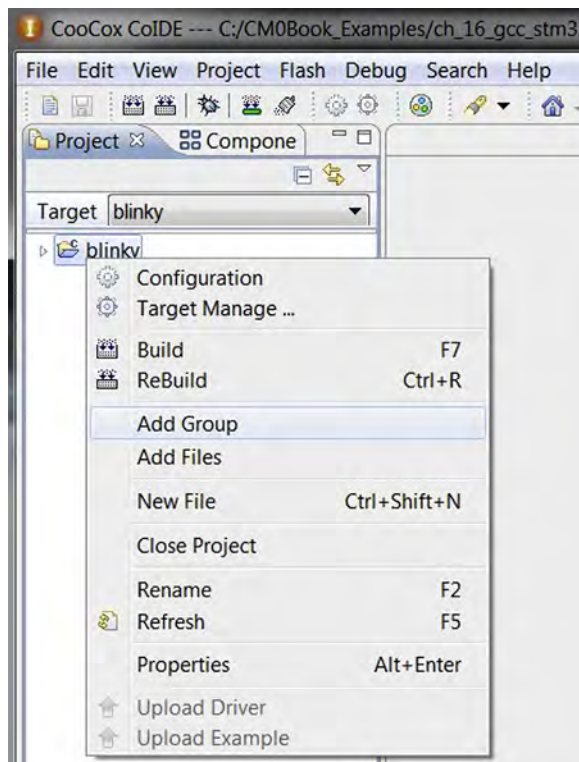 CooCox CoIDE --- C:/CM0Book_Examples/ch_16_gcc_stm3
File Edit View Project Flash Debug Search Help
Project Compone
Target blinky
blinky
Configuration
Target Manage ...
Build F7
ReBuild Ctrl+R
Add Group
Add Files
New File Ctrl+Shift+N
Close Project
Rename F2
Refresh F5
Properties Alt+Enter
Upload Driver
Upload Example